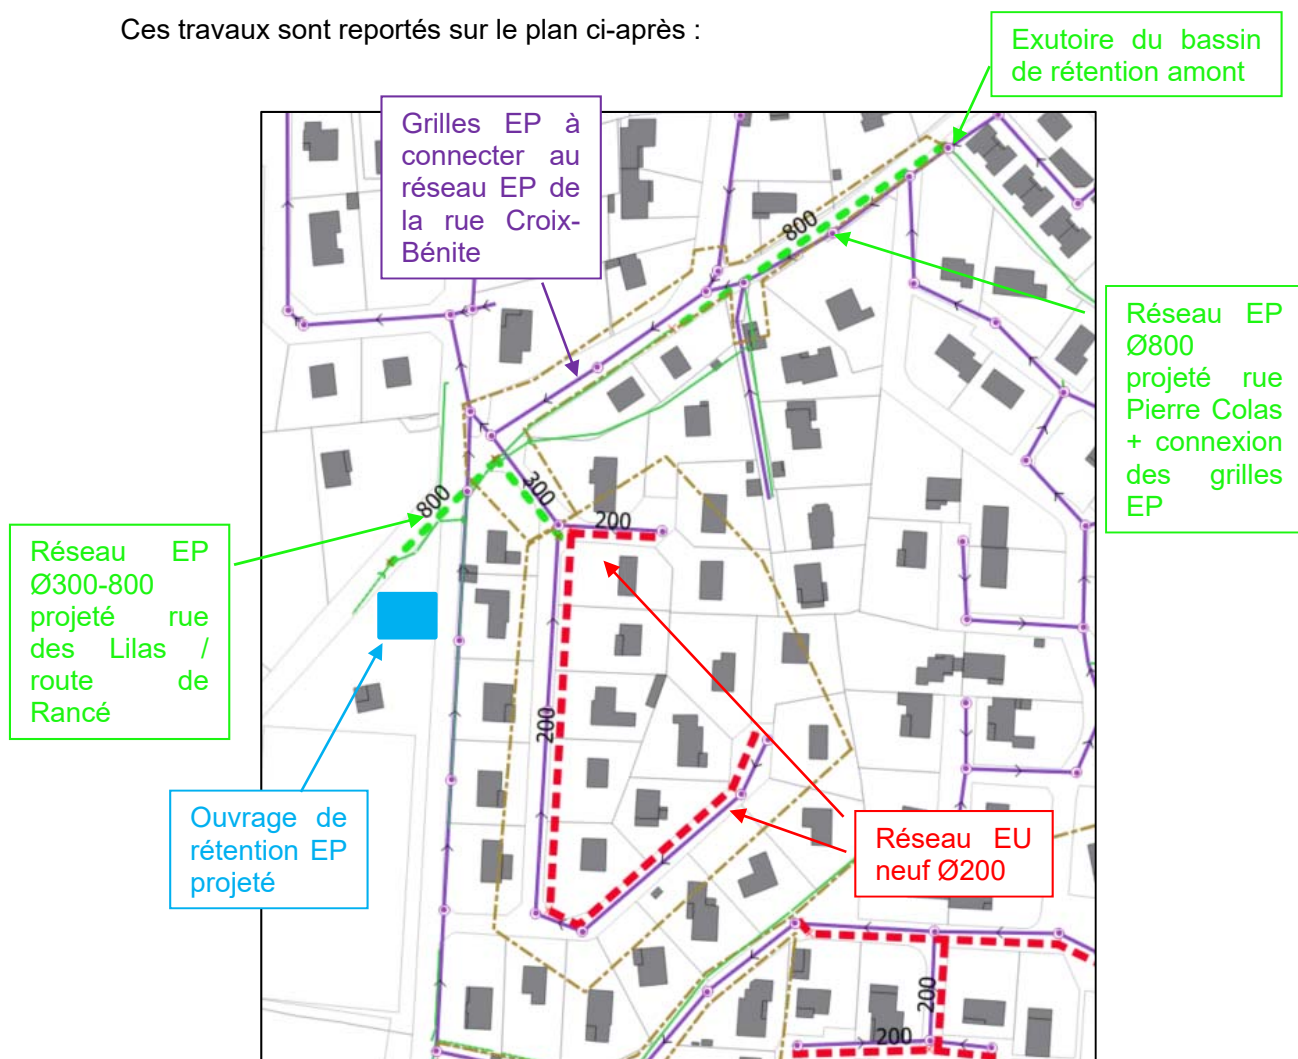 Ces travaux sont reportés sur le plan ci-après :
Exutoire du bassin
de rétention amont
Grilles EP à
connecter au
réseau EP de
la rue Croix-
Bénite
800
Réseau EP
Ø800
projeté rue
Pierre Colas
+ connexion
des grilles
EP
800
300
200
Réseau EP
Ø300-800
projeté rue
des Lilas /
route de
Rancé
200
Ouvrage de
rétention EP
projeté
Réseau EU
neuf Ø200
200
200